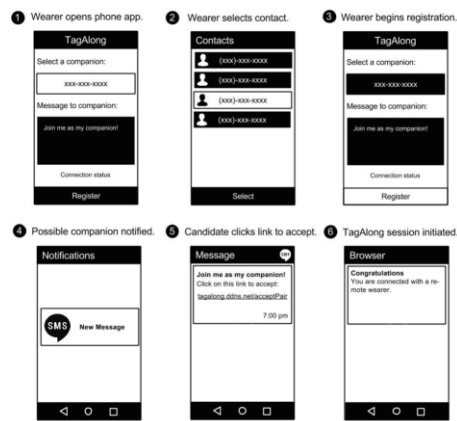 1 Wearer opens phone app.
TagAlong
Select a companion:
xxx-xxx-xxxx
Message to companion:
Join me as my companion!
Connection status
Register
2 Wearer selects contact.
Contacts
(xxx)-xxx-xxxx
(xxx)-xxx-xxxx
(xxx)-xxx-xxxx
(xxx)-xxx-xxxx
Select
3 Wearer begins registration.
TagAlong
Select a companion:
xxx-xxx-xxxx
Message to companion:
Join me as my companion!
Connection status
Register
4 Possible companion notified.
Notifications
SMS New Message
5 Candidate clicks link to accept.
Message SMS
Join me as my companion!
Click on this link to accept:
tagalong.ddns.net/acceptPair
7:00 pm
6 TagAlong session initiated.
Browser
Congratulations
You are connected with a re-
mote wearer.